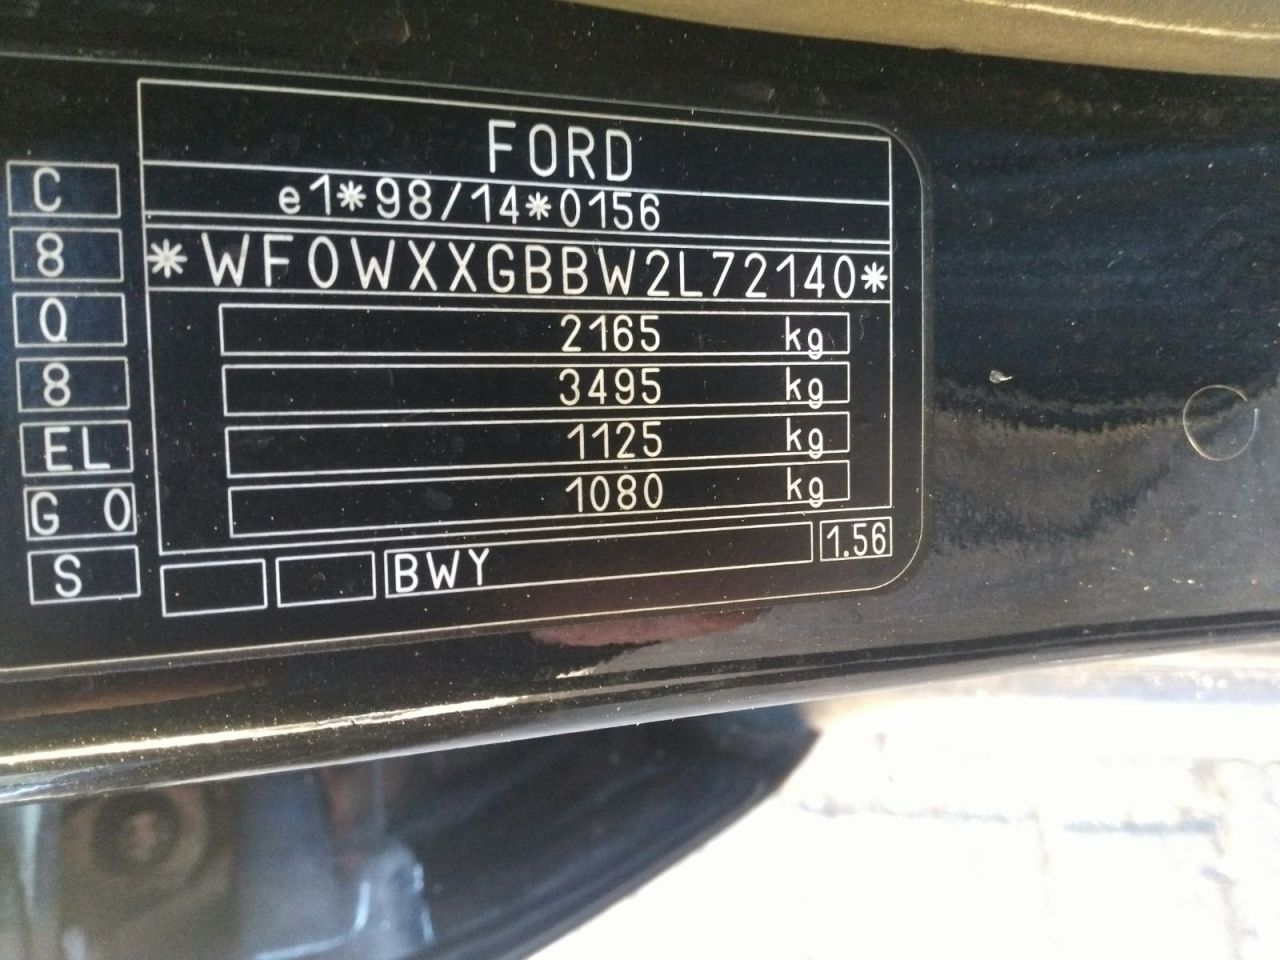 FORD
e1*98/14*0156
*WF0WXXGBBW2L72140*
2165 kg
3495 kg
1125 kg
1080 kg
BWY
1.56
C
8
Q
8
EL
G O
S